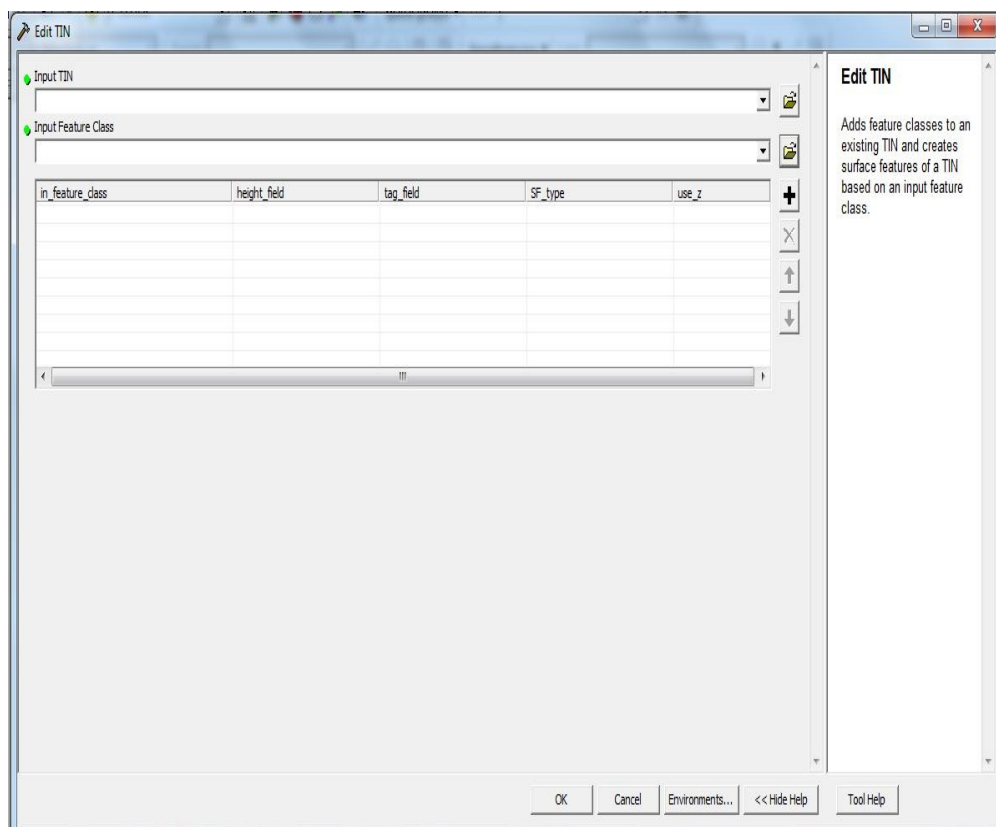 Edit TIN
Input TIN
Input Feature Class
in_feature_class height_field tag_field SF_type use_z
OK Cancel Environments... << Hide Help Tool Help
Edit TIN
Adds feature classes to an
existing TIN and creates
surface features of a TIN
based on an input feature
class.